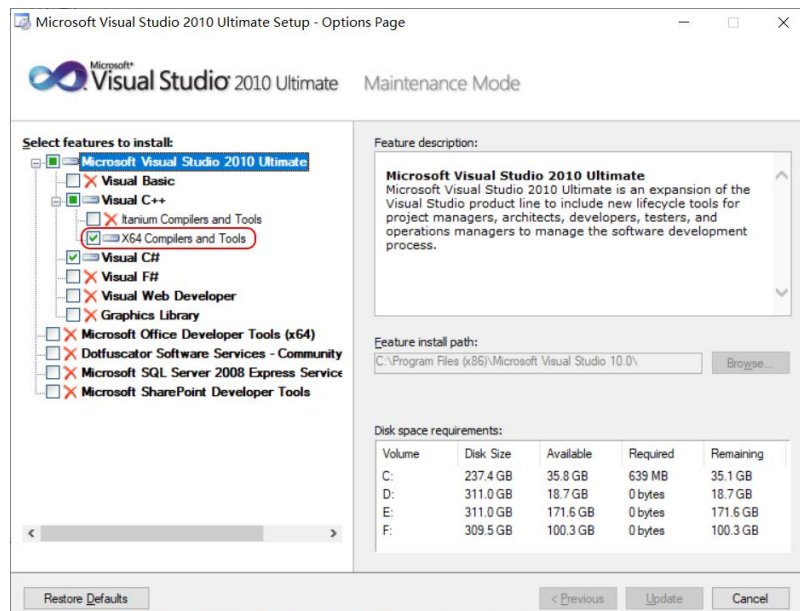 Microsoft Visual Studio 2010 Ultimate Setup - Options Page
Microsoft
Visual Studio 2010 Ultimate Maintenance Mode
Select features to install:
Microsoft Visual Studio 2010 Ultimate
Visual Basic
Visual C++
Itanium Compilers and Tools
X64 Compilers and Tools
Visual C#
Visual F#
Visual Web Developer
Graphics Library
Microsoft Office Developer Tools (x64)
Dotfuscator Software Services - Community
Microsoft SQL Server 2008 Express Service
Microsoft SharePoint Developer Tools
Feature description:
Microsoft Visual Studio 2010 Ultimate
Microsoft Visual Studio 2010 Ultimate is an expansion of the
Visual Studio product line to include new lifecycle tools for
project managers, architects, developers, testers, and
operations managers to manage the software development
process.
Feature install path:
C:\Program Files (x86)\Microsoft Visual Studio 10.0\ Browse...
Disk space requirements:
Volume Disk Size Available Required Remaining
C: 237.4 GB 35.8 GB 639 MB 35.1 GB
D: 311.0 GB 18.7 GB 0 bytes 18.7 GB
E: 311.0 GB 171.6 GB 0 bytes 171.6 GB
F: 309.5 GB 100.3 GB 0 bytes 100.3 GB
Restore Defaults < Previous Update Cancel